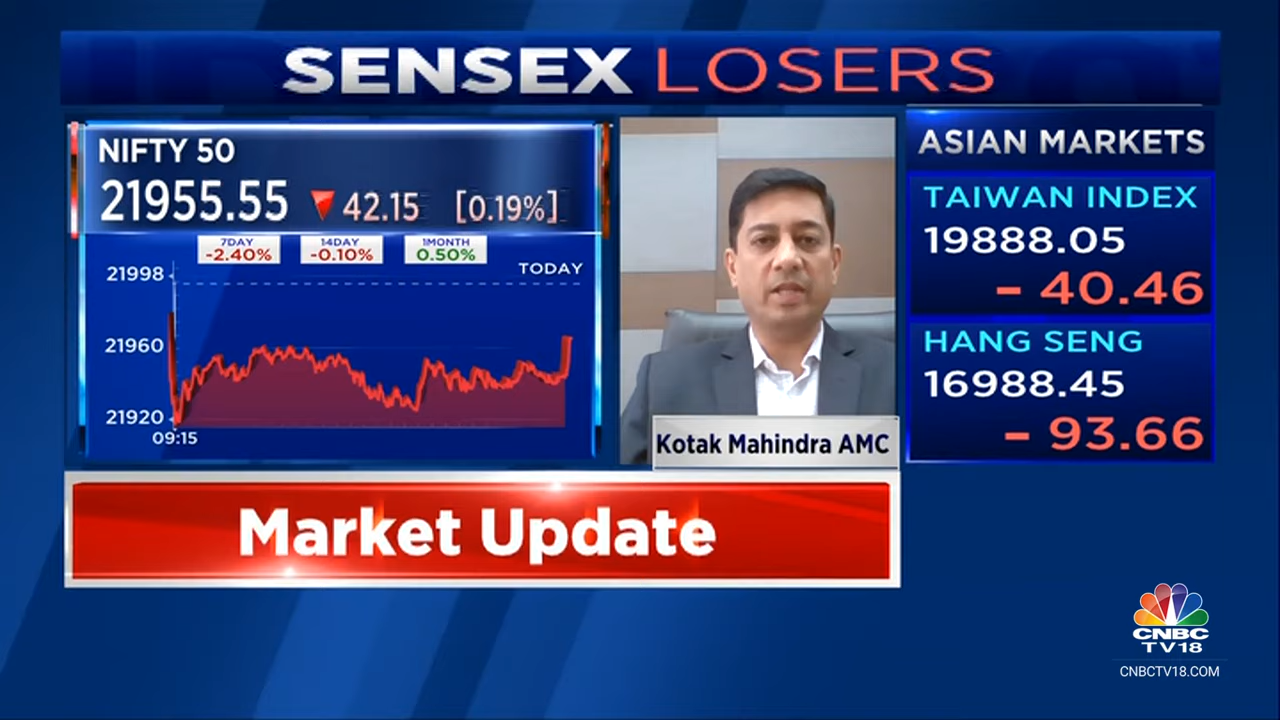 SENSEX LOSERS
NIFTY 50
21955.55 ▼ 42.15 [0.19%]
7DAY
-2.40%
14DAY
-0.10%
1MONTH
0.50%
TODAY
21998
21960
21920
09:15
Kotak Mahindra AMC
ASIAN MARKETS
TAIWAN INDEX
19888.05
- 40.46
HANG SENG
16988.45
- 93.66
Market Update
CNBC
TV18
CNBCTV18.COM